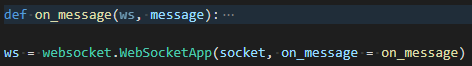 def on_message(ws, message): ...
ws = websocket.WebSocketApp(socket, on_message = on_message)